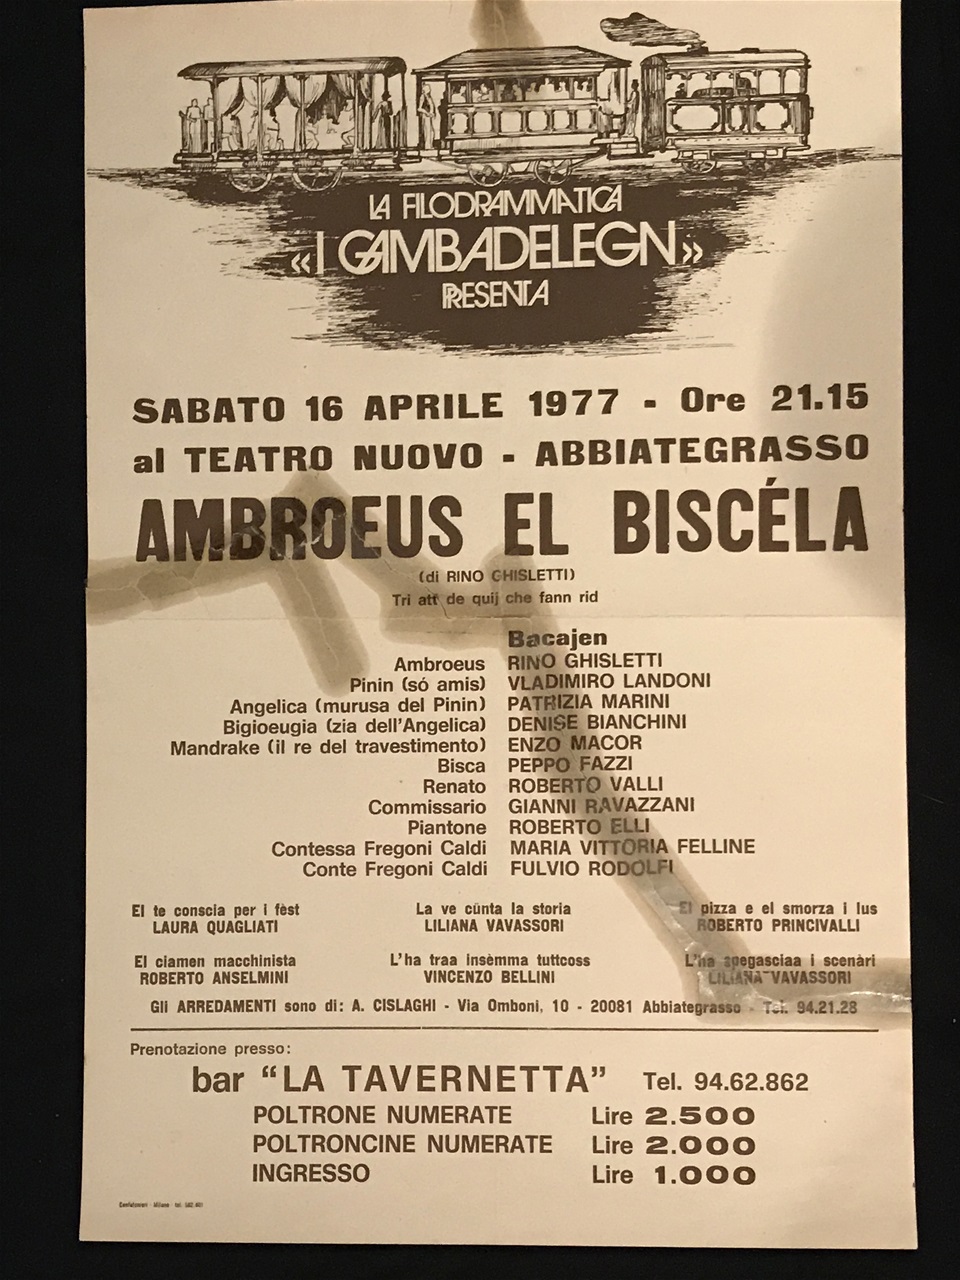 LA FILODRAMMATICA
«I GAMBADELEGN»
PRESENTA
SABATO 16 APRILE 1977 - Ore 21.15
al TEATRO NUOVO - ABBIATEGRASSO
AMBROEUS EL BISCÉLA
(di RINO GHISLETTI)
Tri att de quij che fann rid
Bacajen
Ambroeus RINO GHISLETTI
Pinin (só amis) VLADIMIRO LANDONI
Angelica (murusa del Pinin) PATRIZIA MARINI
Bigioeugia (zia dell'Angelica) DENISE BIANCHINI
Mandrake (il re del travestimento) ENZO MACOR
Bisca PEPPO FAZZI
Renato ROBERTO VALLI
Commissario GIANNI RAVAZZANI
Piantone ROBERTO ELLI
Contessa Fregoni Caldi MARIA VITTORIA FELLINE
Conte Fregoni Caldi FULVIO RODOLFI
El te conscia per i fèst
LAURA QUAGLIATI
La ve cünta la storia
LILIANA VAVASSORI
El pizza e el smorza i lus
ROBERTO PRINCIVALLI
El ciamen macchinista
ROBERTO ANSELMINI
L'ha traa insèmma tuttcoss
VINCENZO BELLINI
L'ha spegasciaa i scenàri
LILIANA VAVASSORI
Gli ARREDAMENTI sono di: A. CISLAGHI - Via Omboni, 10 - 20081 Abbiategrasso - Tel. 94.21.28
Prenotazione presso:
bar "LA TAVERNETTA" Tel. 94.62.862
POLTRONE NUMERATE Lire 2.500
POLTRONCINE NUMERATE Lire 2.000
INGRESSO Lire 1.000